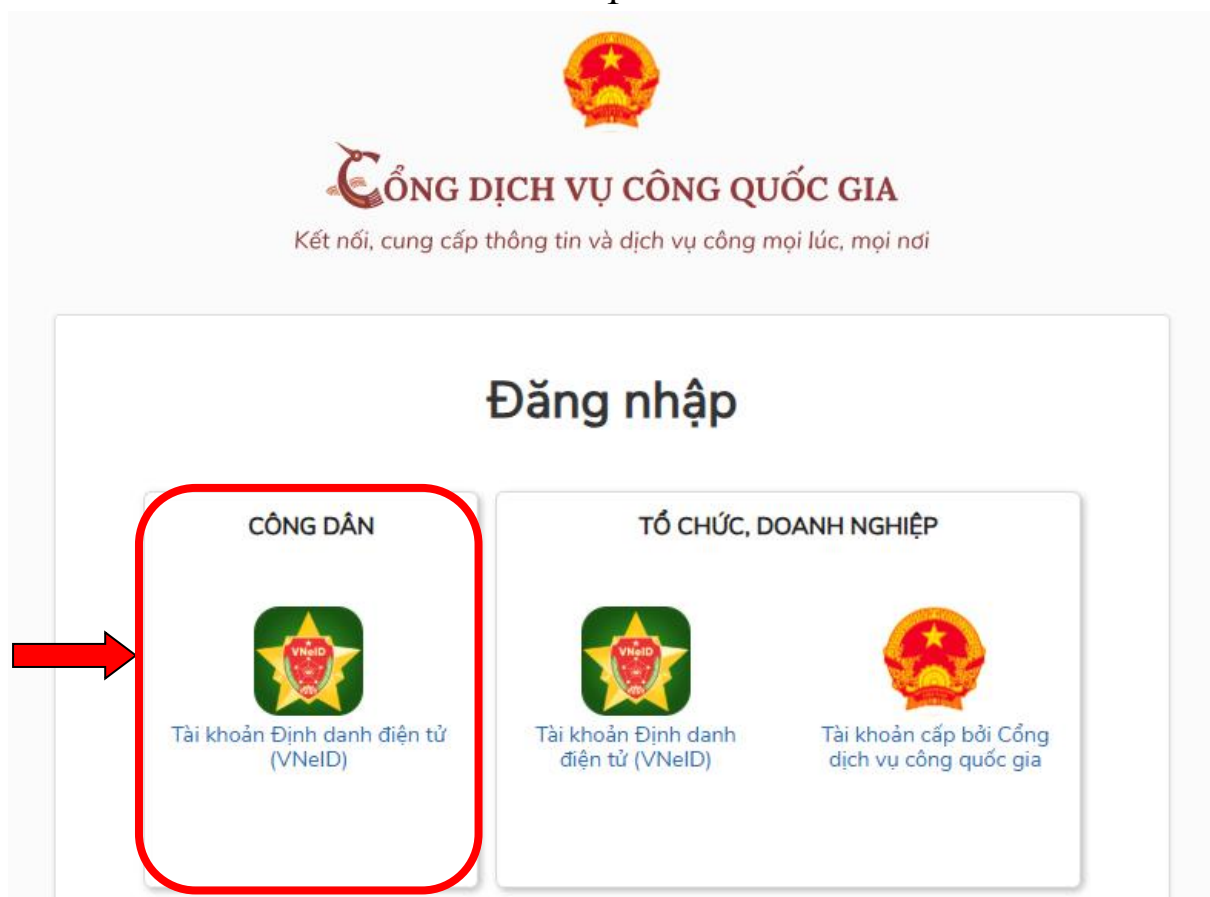 CỔNG DỊCH VỤ CÔNG QUỐC GIA
Kết nối, cung cấp thông tin và dịch vụ công mọi lúc, mọi nơi
Đăng nhập
CÔNG DÂN
VNeID
Tài khoản Định danh điện tử
(VNeID)
TỔ CHỨC, DOANH NGHIỆP
VNeID
Tài khoản Định danh
điện tử (VNeID)
Tài khoản cấp bởi Cổng
dịch vụ công quốc gia